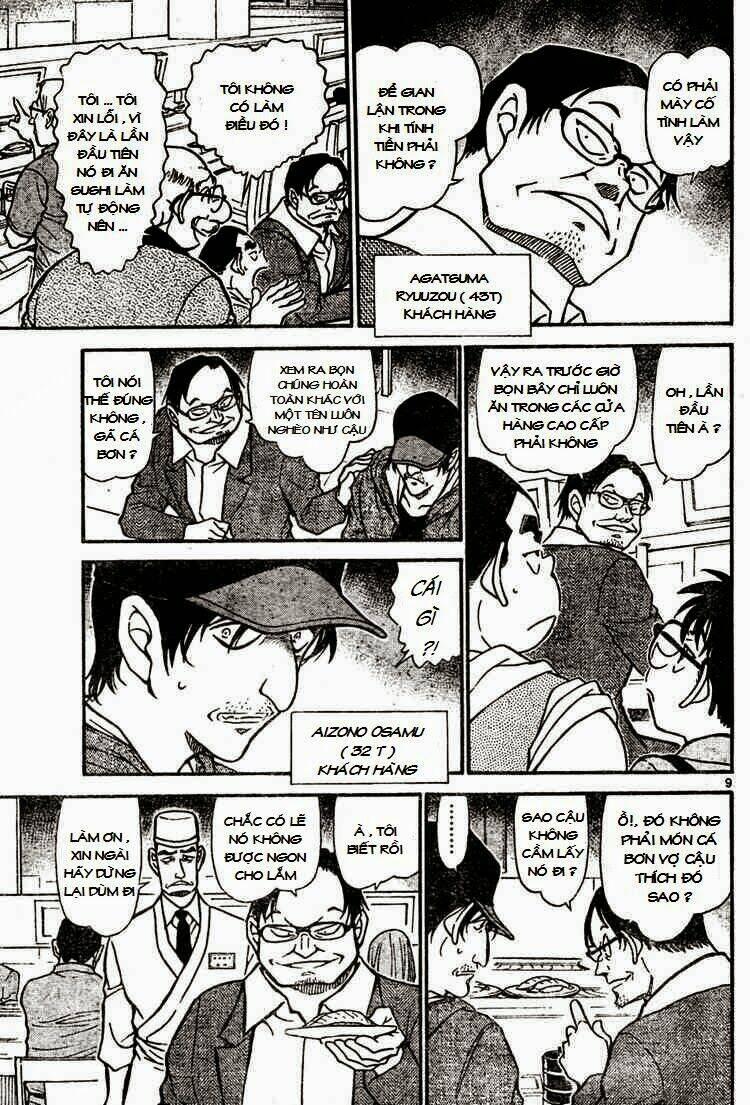 CÓ PHẢI
MÀY CỐ
TÌNH LÀM
VẬY
ĐỂ GIAN
LẬN TRONG
KHI TÍNH
TIỀN PHẢI
KHÔNG ?
AGATSUMA
RYUUZOU ( 43T)
KHÁCH HÀNG
TÔI KHÔNG
CÓ LÀM
ĐIỀU ĐÓ !
TÔI ... TÔI
XIN LỖI , VÌ
ĐÂY LÀ LẦN
ĐẦU TIÊN
NÓ ĐI ĂN
GUSHI LÀM
TỰ ĐỘNG
NÊN ...
OH , LẦN
ĐẦU
TIÊN À ?
VẬY RA TRƯỚC GIỜ
BỌN BÂY CHỈ LUÔN
ĂN TRONG CÁC CỬA
HÀNG CAO CẤP
PHẢI KHÔNG
XEM RA BỌN
CHÚNG HOÀN
TOÀN KHÁC VỚI
MỘT TÊN LUÔN
NGHÈO NHƯ CẬU
TÔI NÓI
THẾ ĐÚNG
KHÔNG ,
GÃ CÁ
BƠN ?
CÁI
GÌ
?!
AIZONO OSAMU
( 32 T )
KHÁCH HÀNG
9
Ồ!, ĐÓ KHÔNG
PHẢI MÓN CÁ
BƠN VỢ CẬU
THÍCH ĐÓ
SAO ?
SAO CẬU
KHÔNG
CẦM LẤY
NÓ ĐI ?
........
À , TÔI
BIẾT RỒI
CHẮC CÓ LẼ
NÓ KHÔNG
ĐƯỢC NGON
CHO LẮM
LÀM ƠN ,
XIN NGÀI
HÃY DỪNG
LẠI DÙM ĐI